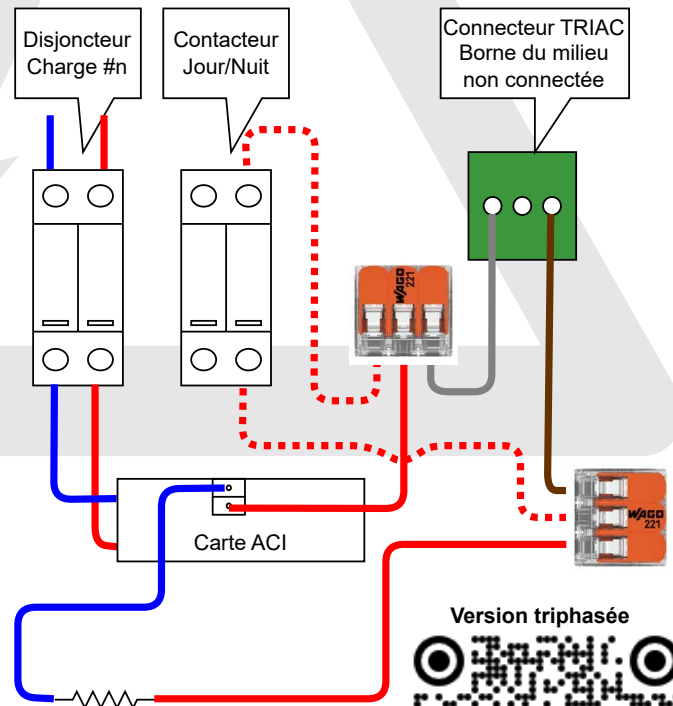 Disjoncteur
Charge #n
Contacteur
Jour/Nuit
Connecteur TRIAC
Borne du milieu
non connectée
WAGO
221
WAGO
221
Carte ACI
Version triphasée